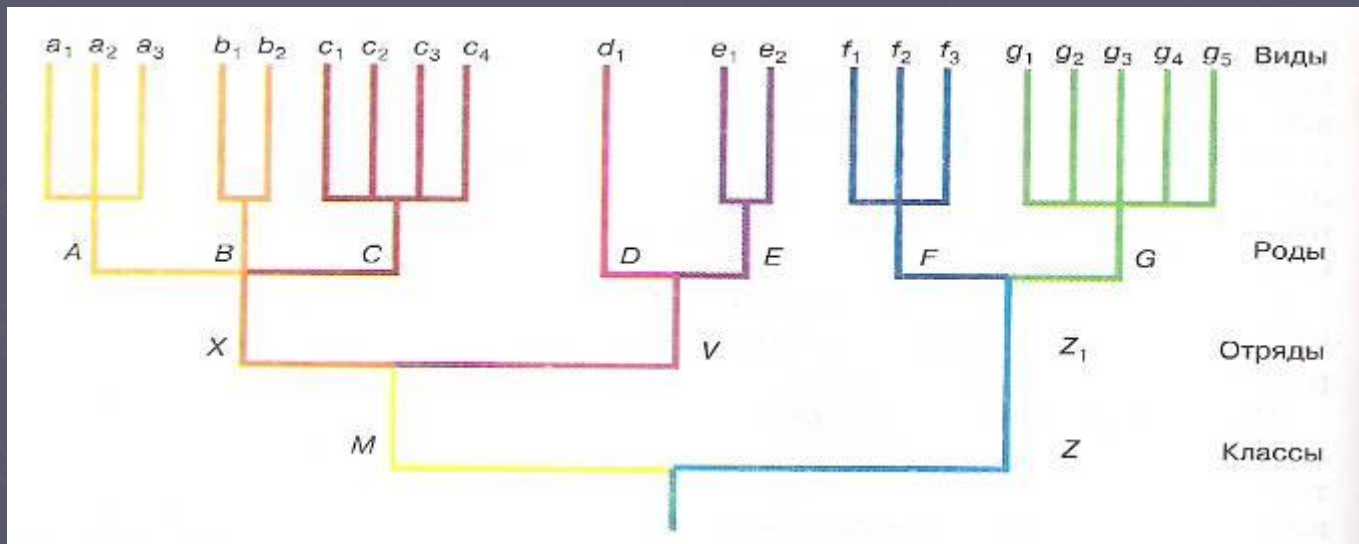 a₁ a₂ a₃ b₁ b₂ c₁ c₂ c₃ c₄ d₁ e₁ e₂ f₁ f₂ f₃ g₁ g₂ g₃ g₄ g₅ Виды
A B C D E F G Роды
X V Z₁ Отряды
M Z Классы